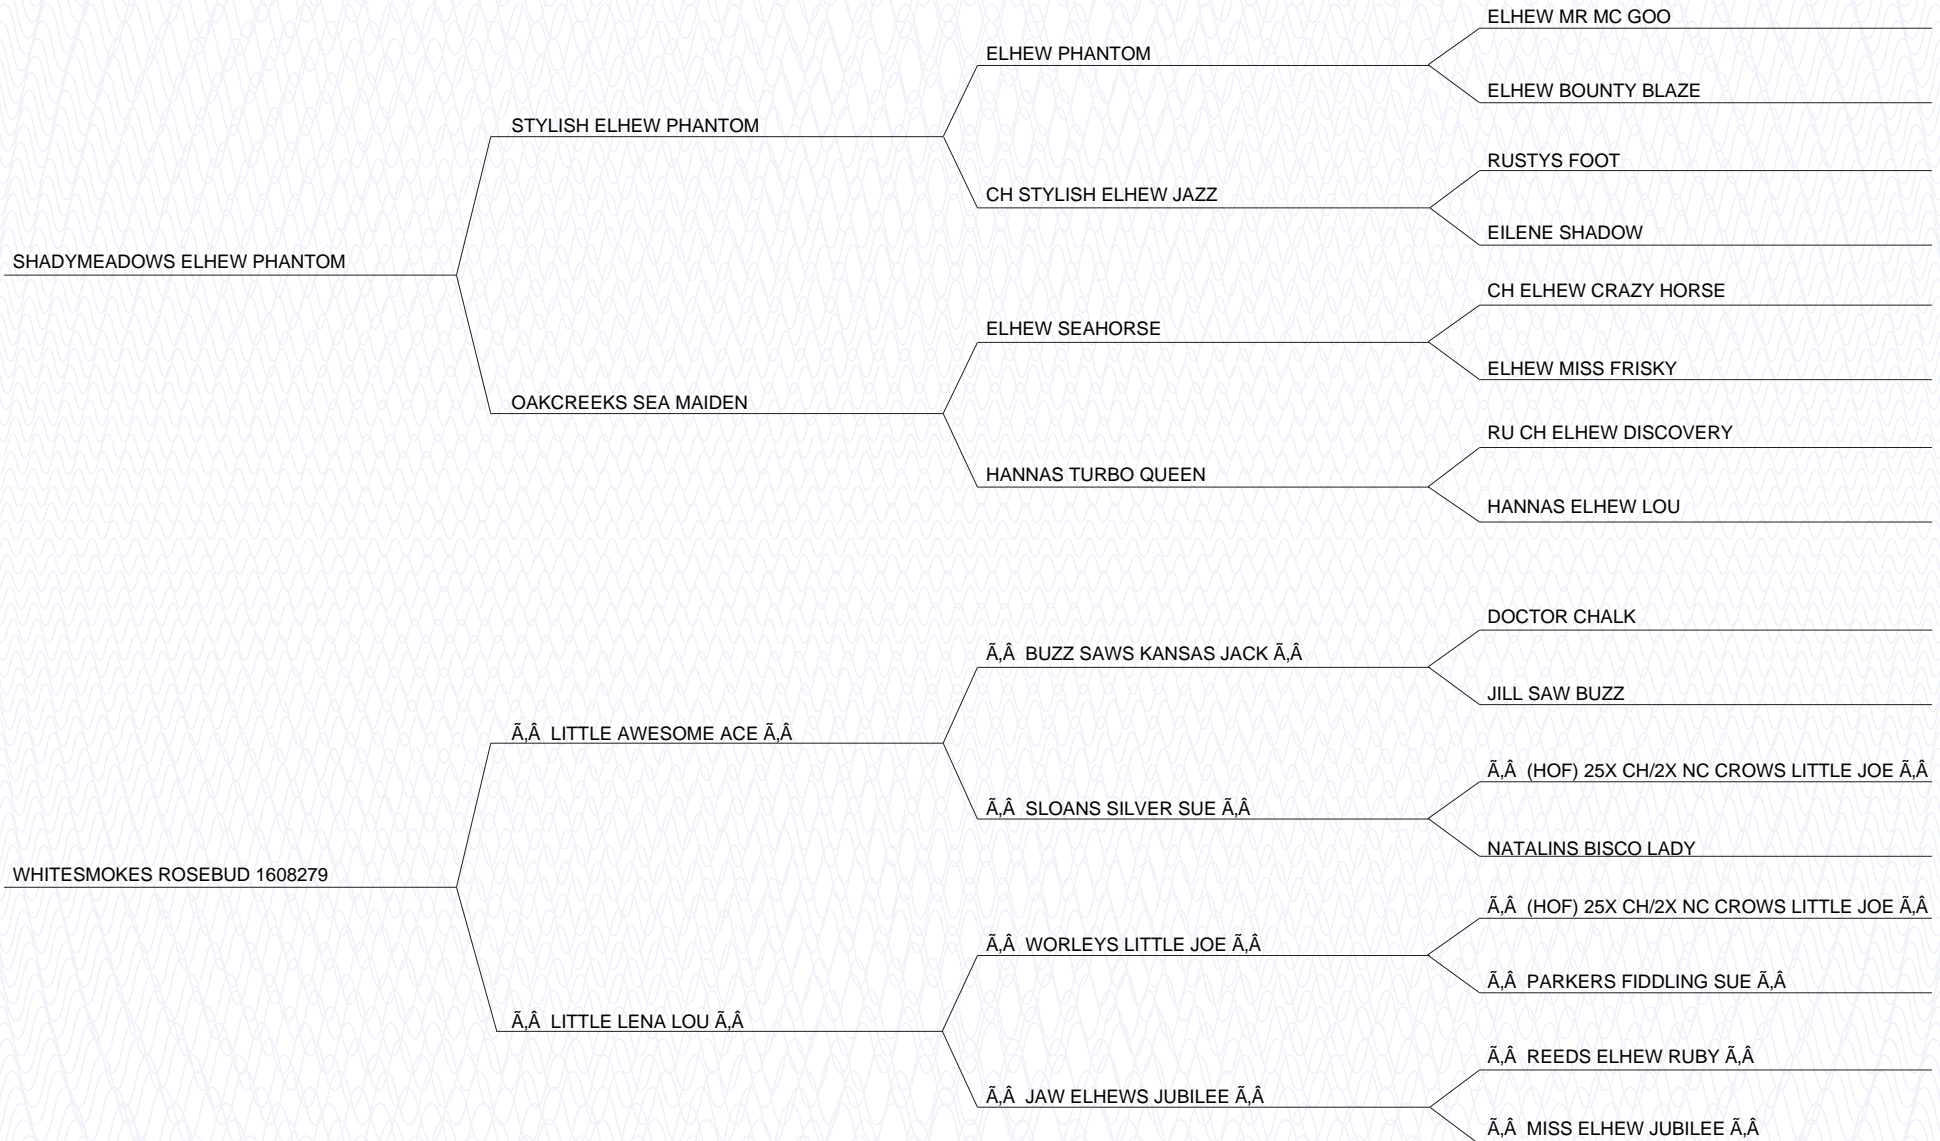 ELHEW MR MC GOO
ELHEW PHANTOM
ELHEW BOUNTY BLAZE
STYLISH ELHEW PHANTOM
RUSTYS FOOT
CH STYLISH ELHEW JAZZ
EILENE SHADOW
SHADYMEADOWS ELHEW PHANTOM
CH ELHEW CRAZY HORSE
ELHEW SEAHORSE
ELHEW MISS FRISKY
OAKCREEKS SEA MAIDEN
RU CH ELHEW DISCOVERY
HANNAS TURBO QUEEN
HANNAS ELHEW LOU
DOCTOR CHALK
Ã,Â BUZZ SAWS KANSAS JACK Ã,Â
JILL SAW BUZZ
Ã,Â LITTLE AWESOME ACE Ã,Â
Ã,Â (HOF) 25X CH/2X NC CROWS LITTLE JOE Ã,Â
Ã,Â SLOANS SILVER SUE Ã,Â
NATALINS BISCO LADY
WHITESMOKES ROSEBUD 1608279
Ã,Â (HOF) 25X CH/2X NC CROWS LITTLE JOE Ã,Â
Ã,Â WORLEYS LITTLE JOE Ã,Â
Ã,Â PARKERS FIDDLING SUE Ã,Â
Ã,Â LITTLE LENA LOU Ã,Â
Ã,Â REEDS ELHEW RUBY Ã,Â
Ã,Â JAW ELHEWS JUBILEE Ã,Â
Ã,Â MISS ELHEW JUBILEE Ã,Â